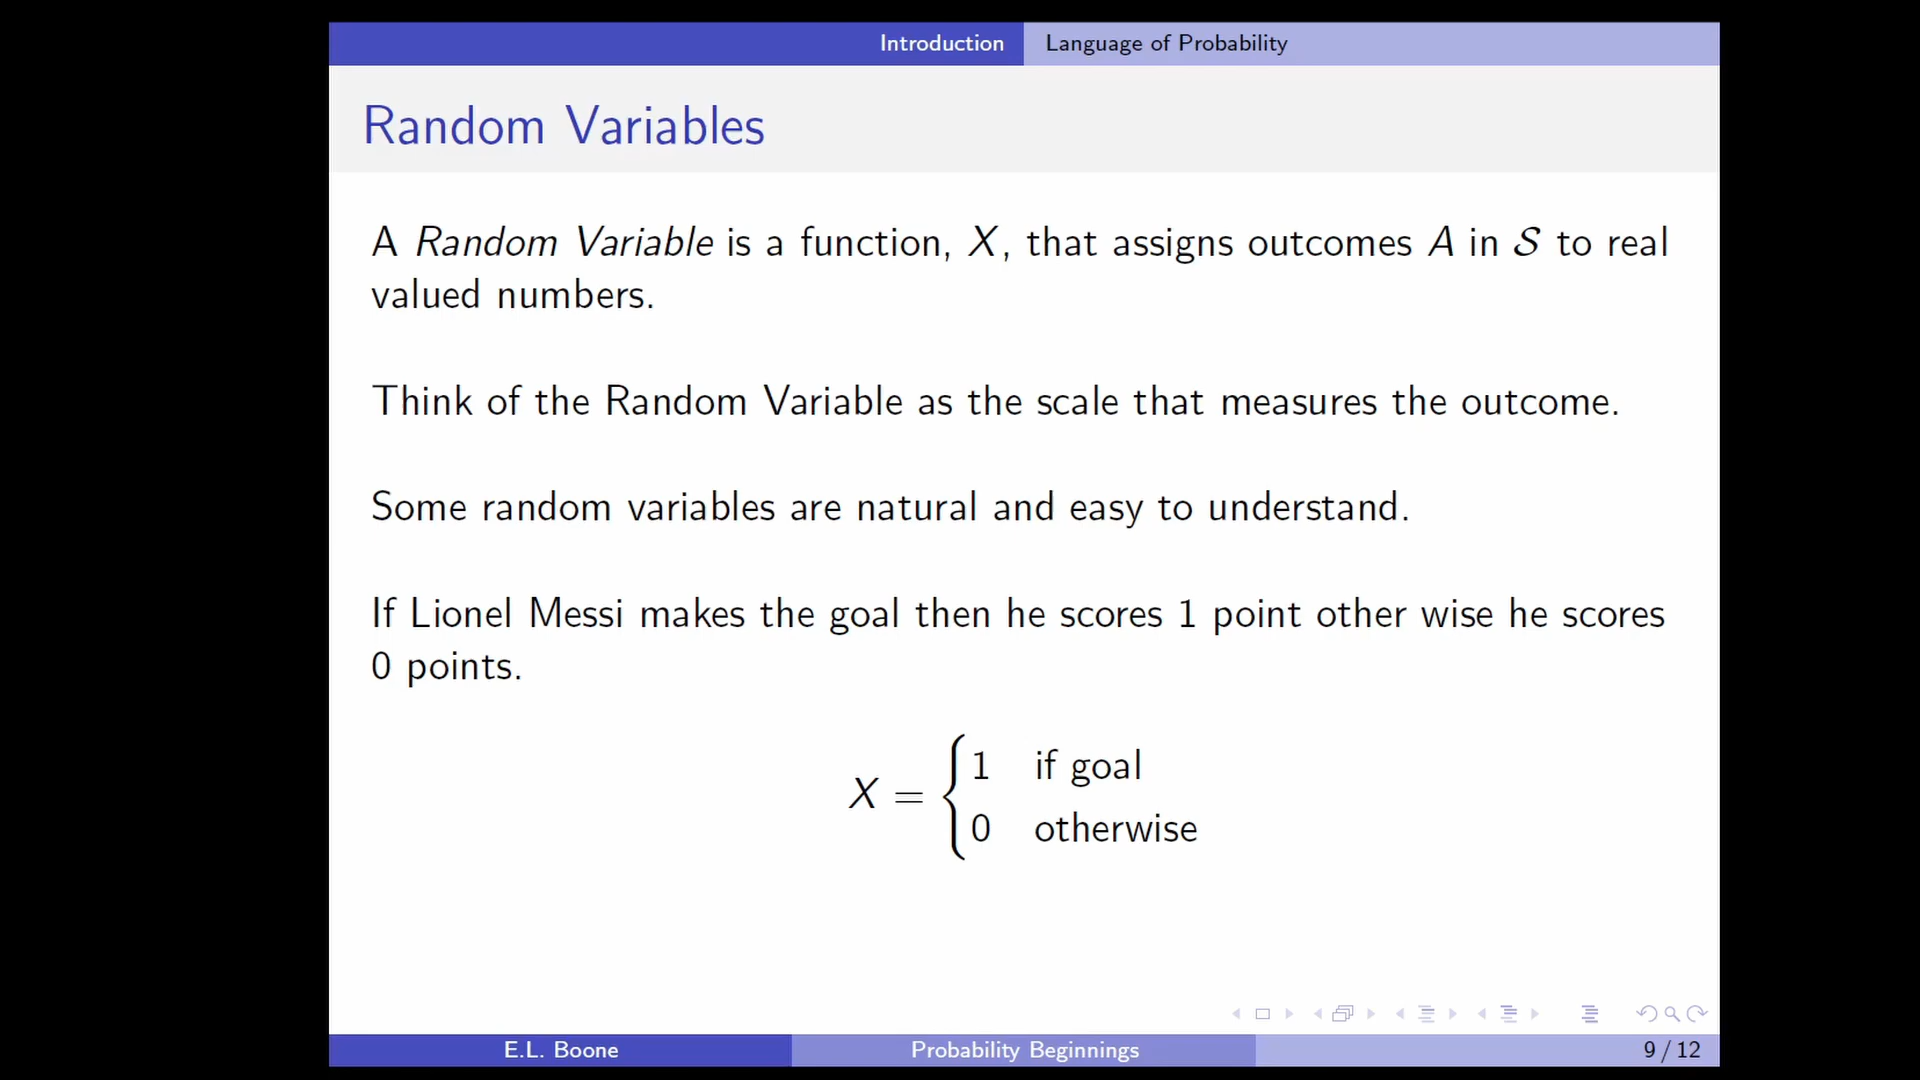 Introduction Language of Probability
Random Variables
A Random Variable is a function, X, that assigns outcomes A in 𝒮 to real
valued numbers.
Think of the Random Variable as the scale that measures the outcome.
Some random variables are natural and easy to understand.
If Lionel Messi makes the goal then he scores 1 point other wise he scores
0 points.
X = { 1 if goal
0 otherwise
E.L. Boone Probability Beginnings 9 / 12